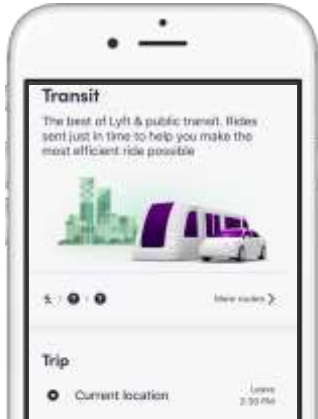 Transit
The best of Lyft & public transit. Rides
sent just in time to help you make the
most efficient ride possible
More routes
Trip
Current location
Leave
2:30 PM